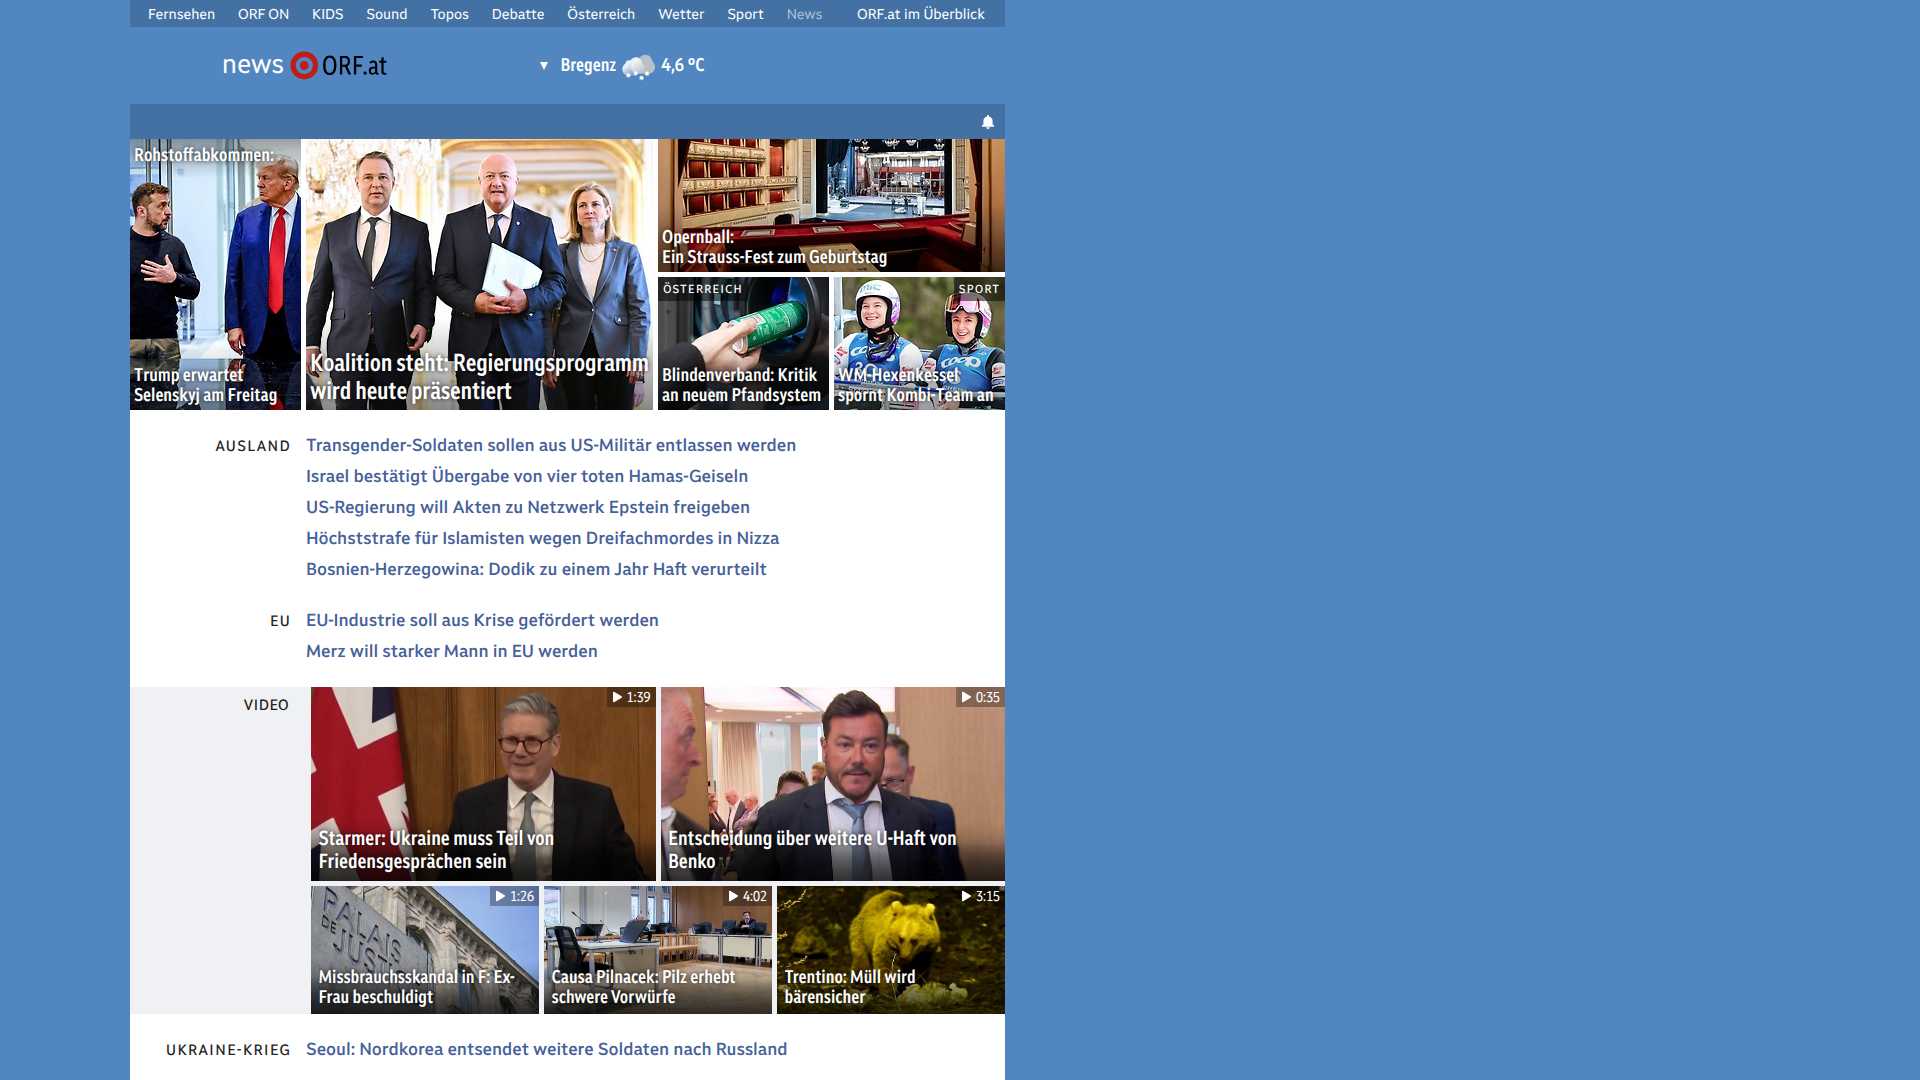 Fernsehen ORF ON KIDS Sound Topos Debatte Österreich Wetter Sport News ORF.at im Überblick
news ORF.at
▼ Bregenz 4,6 °C
Rohstoffabkommen:
Trump erwartet
Selenskyj am Freitag
Koalition steht: Regierungsprogramm
wird heute präsentiert
Opernball:
Ein Strauss-Fest zum Geburtstag
ÖSTERREICH
Blindenverband: Kritik
an neuem Pfandsystem
SPORT
WM-Hexenkessel
spornt Kombi-Team an
AUSLAND
Transgender-Soldaten sollen aus US-Militär entlassen werden
Israel bestätigt Übergabe von vier toten Hamas-Geiseln
US-Regierung will Akten zu Netzwerk Epstein freigeben
Höchststrafe für Islamisten wegen Dreifachmordes in Nizza
Bosnien-Herzegowina: Dodik zu einem Jahr Haft verurteilt
EU
EU-Industrie soll aus Krise gefördert werden
Merz will starker Mann in EU werden
VIDEO
1:39
Starmer: Ukraine muss Teil von
Friedensgesprächen sein
0:35
Entscheidung über weitere U-Haft von
Benko
1:26
PALAIS
DE
JUS
Missbrauchsskandal in F: Ex-
Frau beschuldigt
4:02
Causa Pilnacek: Pilz erhebt
schwere Vorwürfe
3:15
Trentino: Müll wird
bärensicher
UKRAINE-KRIEG
Seoul: Nordkorea entsendet weitere Soldaten nach Russland